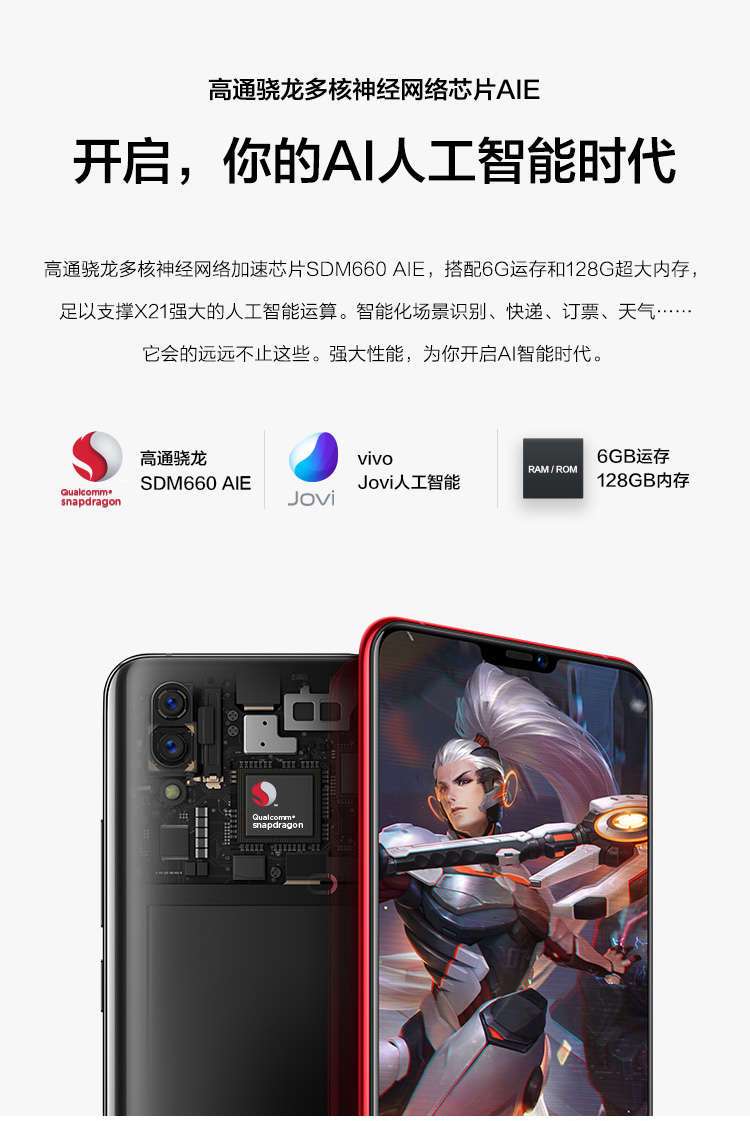 高通骁龙多核神经网络芯片AIE
开启，你的AI人工智能时代
高通骁龙多核神经网络加速芯片SDM660 AIE，搭配6G运存和128G超大内存，
足以支撑X21强大的人工智能运算。智能化场景识别、快递、订票、天气……
它会的远远不止这些。强大性能，为你开启AI智能时代。
Qualcomm
snapdragon
高通骁龙
SDM660 AIE
Jovi
vivo
Jovi人工智能
RAM / ROM
6GB运存
128GB内存
Qualcomm
snapdragon